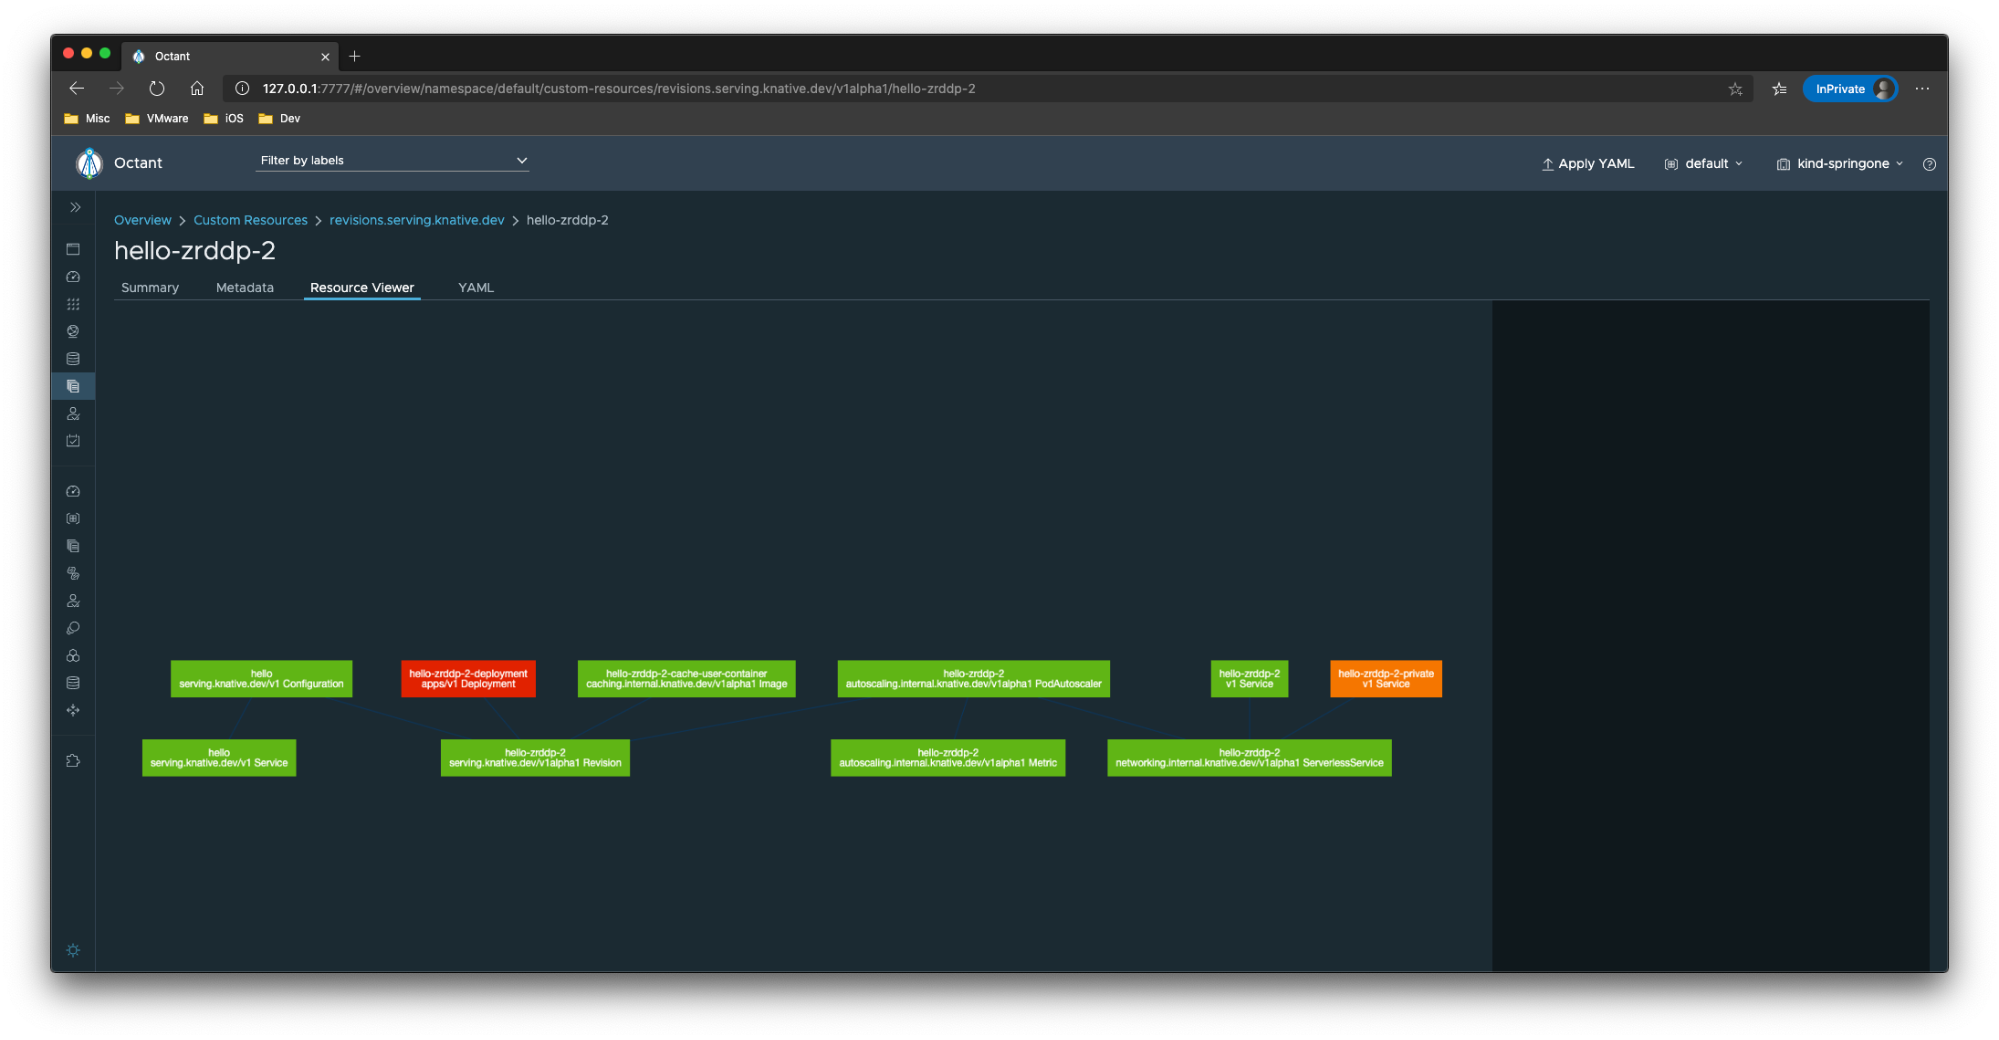 Octant
127.0.0.1:7777/#/overview/namespace/default/custom-resources/revisions.serving.knative.dev/v1alpha1/hello-zrddp-2
InPrivate
Misc
VMware
iOS
Dev
Octant
Filter by labels
Apply YAML
default
kind-springone
Overview > Custom Resources > revisions.serving.knative.dev > hello-zrddp-2
hello-zrddp-2
Summary
Metadata
Resource Viewer
YAML
hello
serving.knative.dev/v1 Configuration
hello-zrddp-2-deployment
apps/v1 Deployment
hello-zrddp-2-cache-user-container
caching.internal.knative.dev/v1alpha1 Image
hello-zrddp-2
autoscaling.internal.knative.dev/v1alpha1 PodAutoscaler
hello-zrddp-2
v1 Service
hello-zrddp-2-private
v1 Service
hello
serving.knative.dev/v1 Service
hello-zrddp-2
serving.knative.dev/v1alpha1 Revision
hello-zrddp-2
autoscaling.internal.knative.dev/v1alpha1 Metric
hello-zrddp-2
networking.internal.knative.dev/v1alpha1 ServerlessService